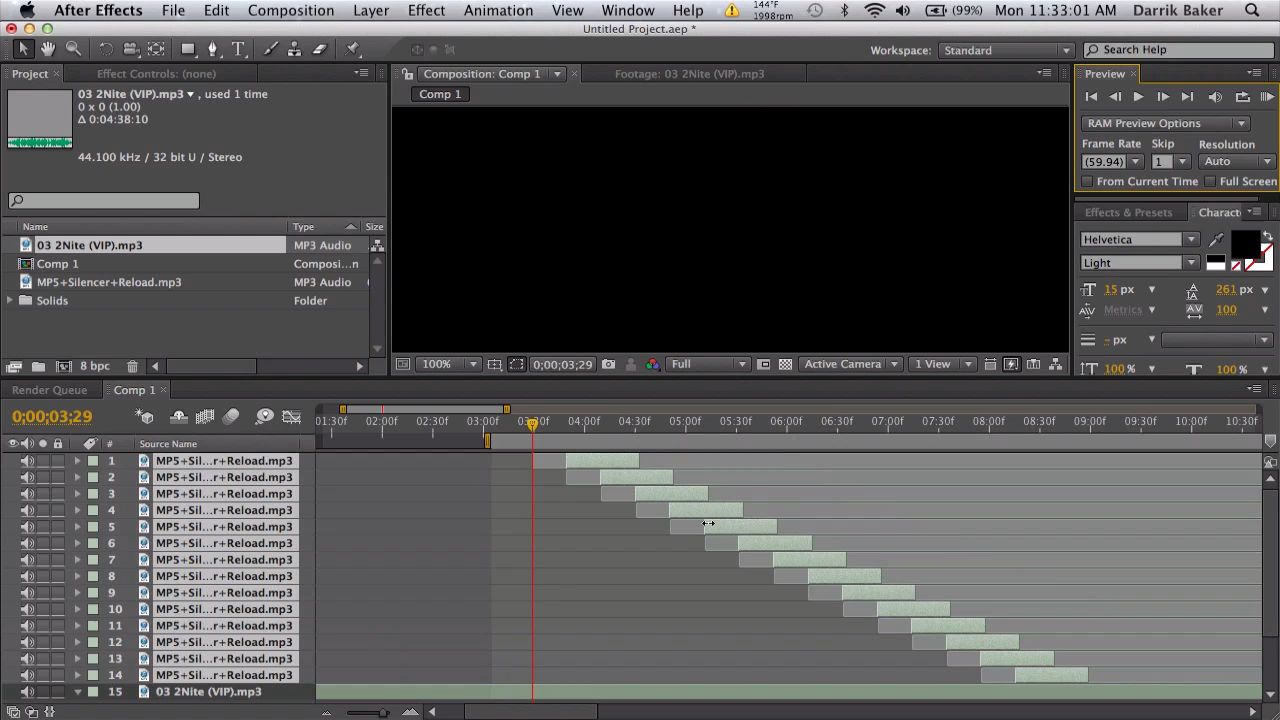 After Effects File Edit Composition Layer Effect Animation View Window Help 144°F 1998rpm (99%) Mon 11:33:01 AM Darrik Baker
Untitled Project.aep *
Workspace: Standard Search Help
Project Effect Controls: (none) Composition: Comp 1 Footage: 03 2Nite (VIP).mp3 Preview
03 2Nite (VIP).mp3 , used 1 time
0 x 0 (1.00)
Δ 0:04:38:10
44.100 kHz / 32 bit U / Stereo
Comp 1
RAM Preview Options
Frame Rate Skip Resolution
(59.94) 1 Auto
From Current Time Full Screen
Name Type Size
03 2Nite (VIP).mp3 MP3 Audio
Comp 1 Composi...n
MP5+Silencer+Reload.mp3 MP3 Audio
Solids Folder
Effects & Presets Charact
Helvetica
Light
15 px 261 px
Metrics 100
- px
100 % 100 %
8 bpc
100% 0;00;03;29 Full Active Camera 1 View
Render Queue Comp 1
0;00;03;29
01:30f 02:00f 02:30f 03:00f 03:30f 04:00f 04:30f 05:00f 05:30f 06:00f 06:30f 07:00f 07:30f 08:00f 08:30f 09:00f 09:30f 10:00f 10:
# Source Name
1 MP5+Sil...r+Reload.mp3
2 MP5+Sil...r+Reload.mp3
3 MP5+Sil...r+Reload.mp3
4 MP5+Sil...r+Reload.mp3
5 MP5+Sil...r+Reload.mp3
6 MP5+Sil...r+Reload.mp3
7 MP5+Sil...r+Reload.mp3
8 MP5+Sil...r+Reload.mp3
9 MP5+Sil...r+Reload.mp3
10 MP5+Sil...r+Reload.mp3
11 MP5+Sil...r+Reload.mp3
12 MP5+Sil...r+Reload.mp3
13 MP5+Sil...r+Reload.mp3
14 MP5+Sil...r+Reload.mp3
15 03 2Nite (VIP).mp3